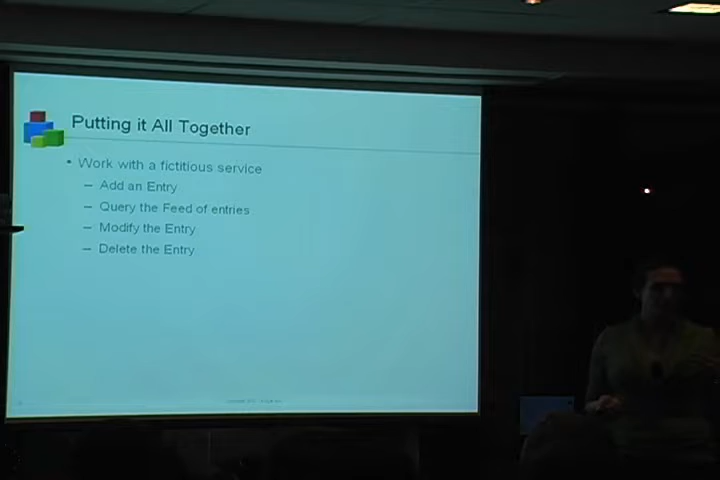 Putting it All Together
• Work with a fictitious service
– Add an Entry
– Query the Feed of entries
– Modify the Entry
– Delete the Entry